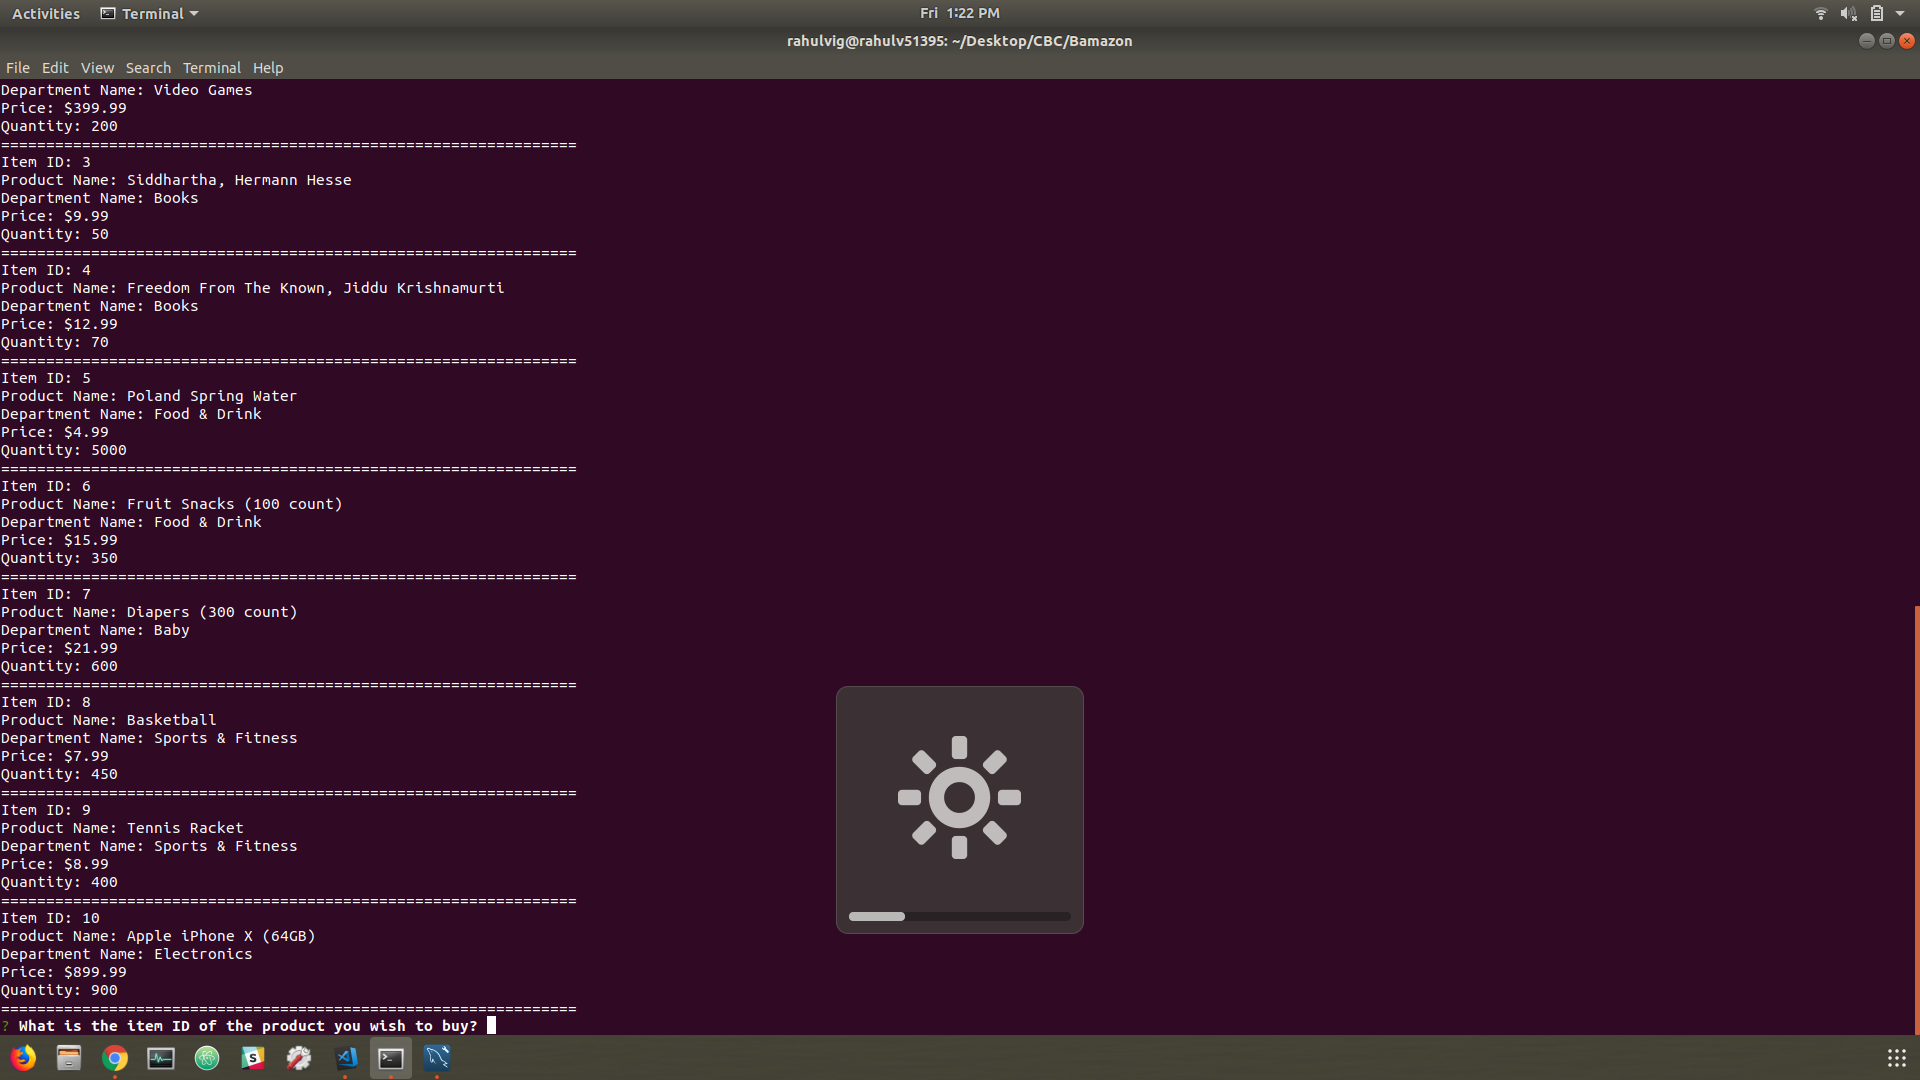 Activities
Terminal
Fri 1:22 PM
rahulvig@rahulv51395: ~/Desktop/CBC/Bamazon
File Edit View Search Terminal Help
Department Name: Video Games
Price: $399.99
Quantity: 200
================================================================
Item ID: 3
Product Name: Siddhartha, Hermann Hesse
Department Name: Books
Price: $9.99
Quantity: 50
================================================================
Item ID: 4
Product Name: Freedom From The Known, Jiddu Krishnamurti
Department Name: Books
Price: $12.99
Quantity: 70
================================================================
Item ID: 5
Product Name: Poland Spring Water
Department Name: Food & Drink
Price: $4.99
Quantity: 5000
================================================================
Item ID: 6
Product Name: Fruit Snacks (100 count)
Department Name: Food & Drink
Price: $15.99
Quantity: 350
================================================================
Item ID: 7
Product Name: Diapers (300 count)
Department Name: Baby
Price: $21.99
Quantity: 600
================================================================
Item ID: 8
Product Name: Basketball
Department Name: Sports & Fitness
Price: $7.99
Quantity: 450
================================================================
Item ID: 9
Product Name: Tennis Racket
Department Name: Sports & Fitness
Price: $8.99
Quantity: 400
================================================================
Item ID: 10
Product Name: Apple iPhone X (64GB)
Department Name: Electronics
Price: $899.99
Quantity: 900
================================================================
? What is the item ID of the product you wish to buy?